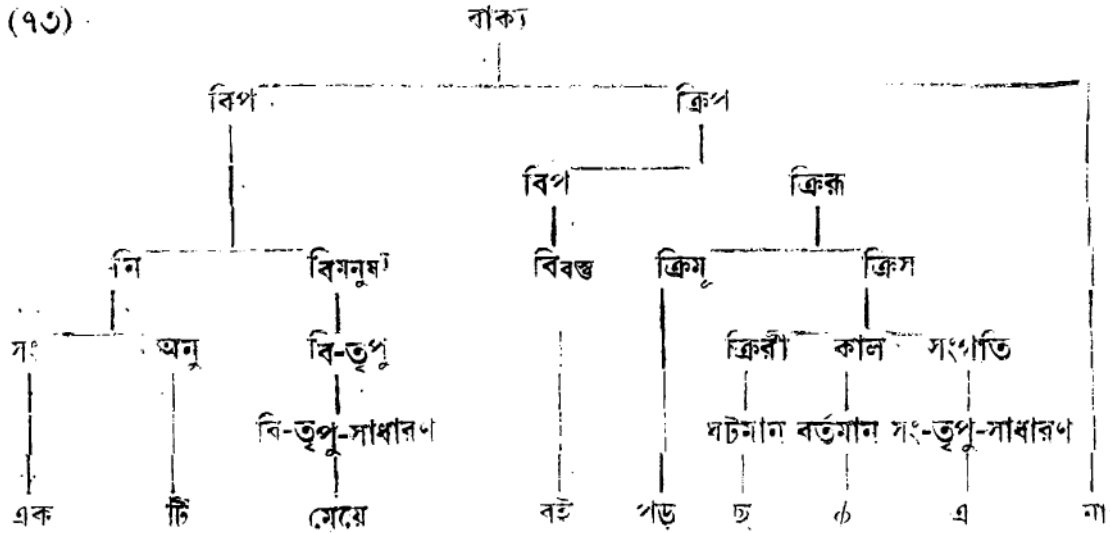 (৭৩) বাক্য
বিপ ক্রিপ
বিপ ক্রিরূ
নি বিমনুষ্য বিবস্তু ক্রিমূ ক্রিস
সং অনু বি-তৃপু ক্রিরী কাল সংগতি
বি-তৃপু-সাধারণ ঘটমান বর্তমান সং-তৃপু-সাধারণ
এক টি মেয়ে বই পড় ছ ϕ এ না